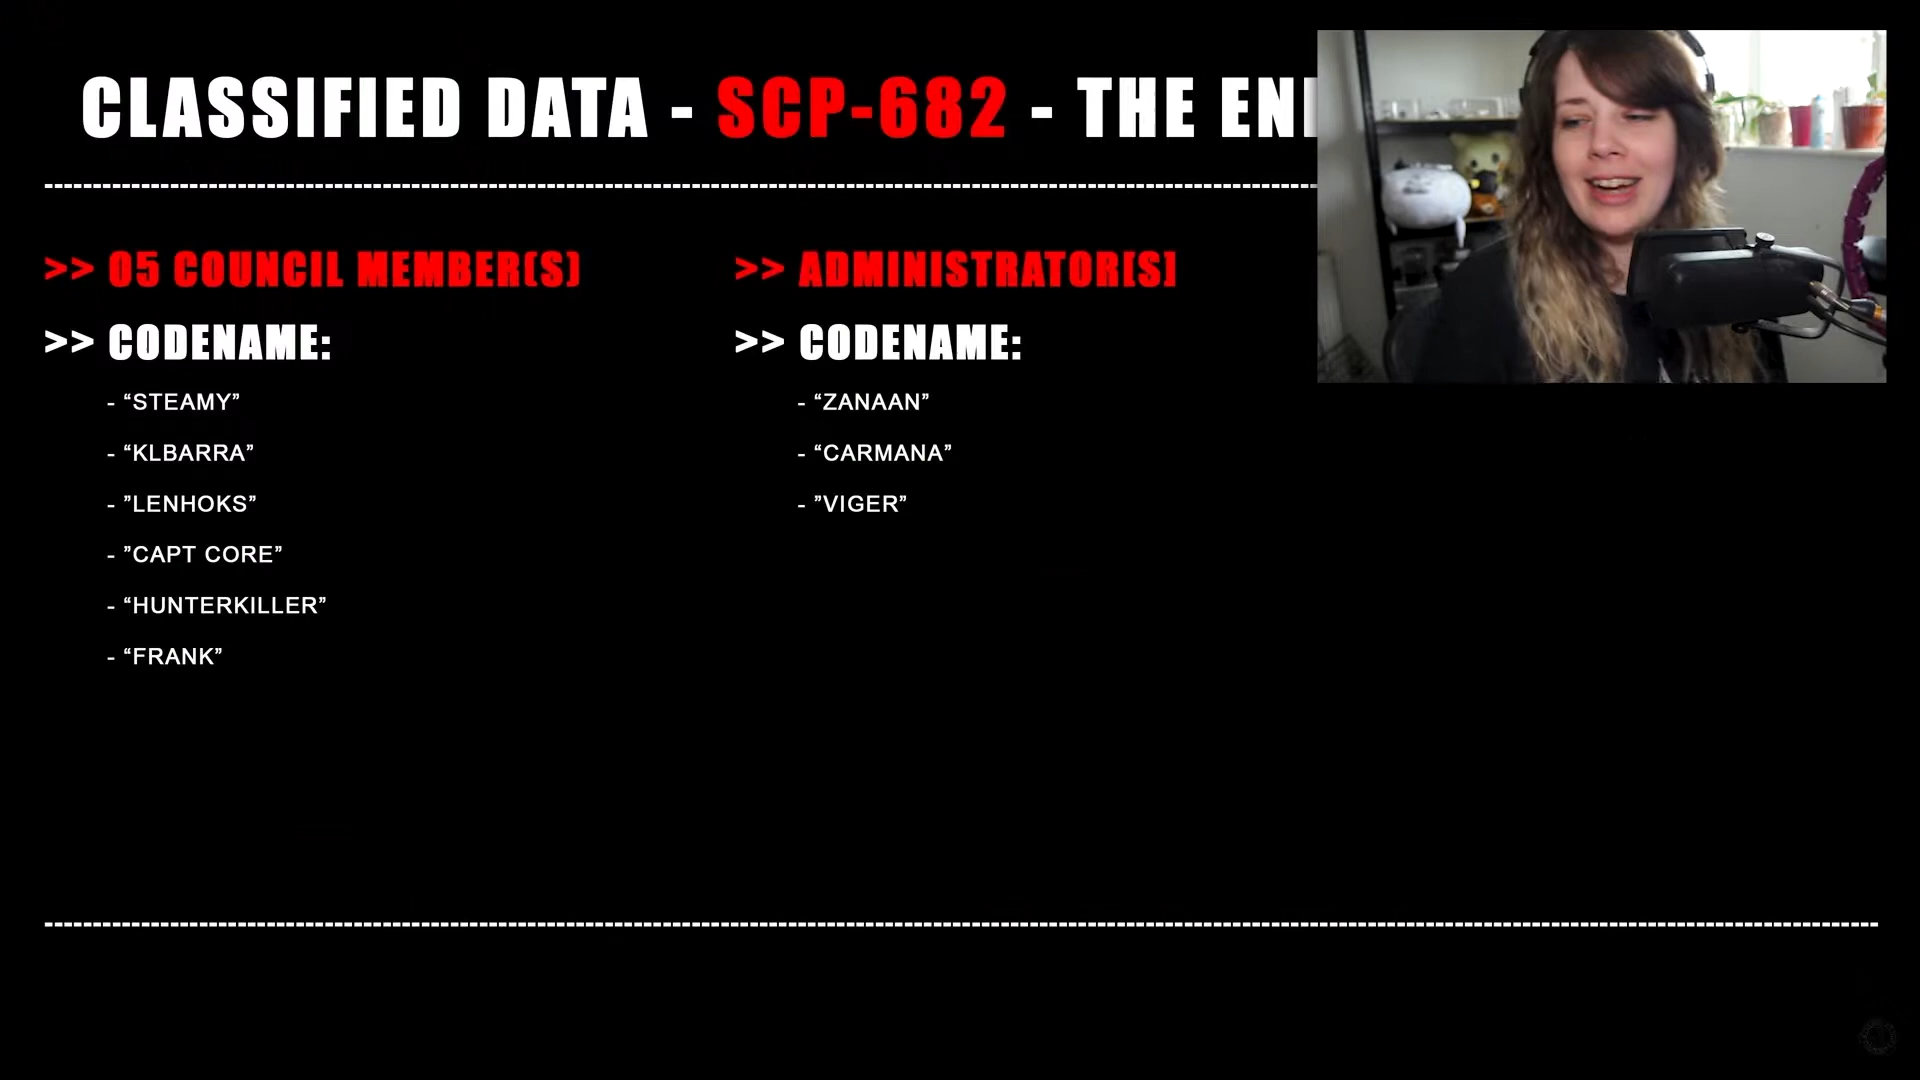 CLASSIFIED DATA - SCP-682 - THE
>> 05 COUNCIL MEMBER(S)
>> CODENAME:
- “STEAMY”
- “KLBARRA”
- ”LENHOKS”
- ”CAPT CORE”
- “HUNTERKILLER”
- “FRANK”
>> ADMINISTRATOR[S]
>> CODENAME:
- “ZANAAN”
- “CARMANA”
- ”VIGER”